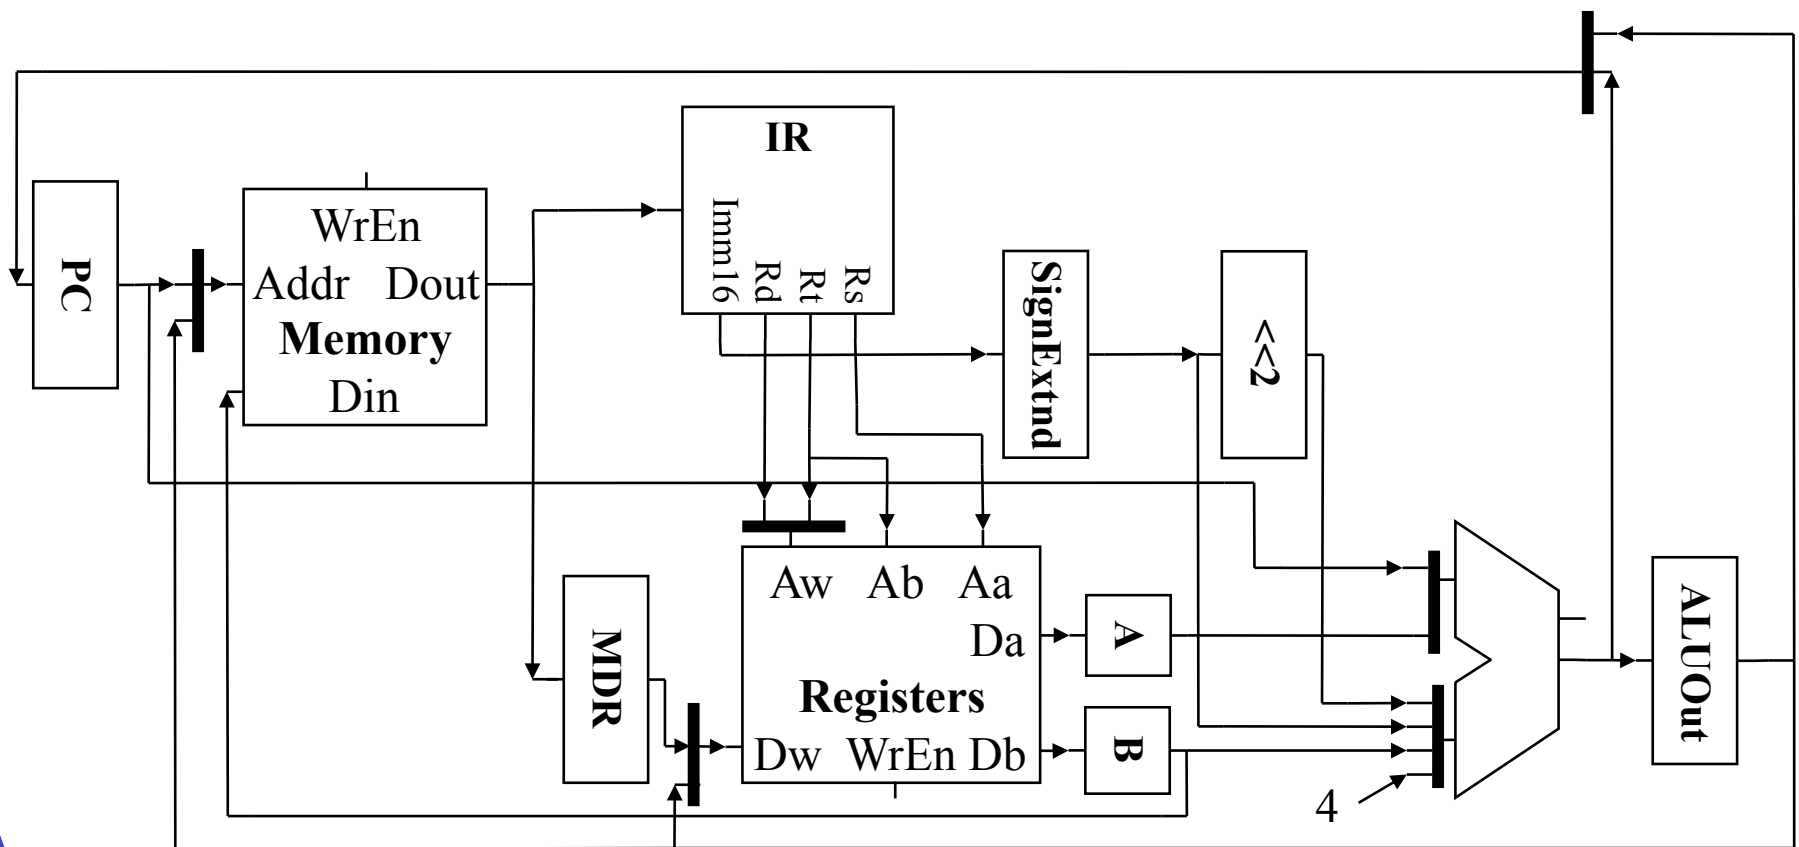 IR
Imm16
Rd
Rt
Rs
PC
WrEn
Addr Dout
Memory
Din
SignExtnd
<<2
MDR
Aw Ab Aa
Da
Registers
Dw WrEn Db
A
B
4
ALUOut